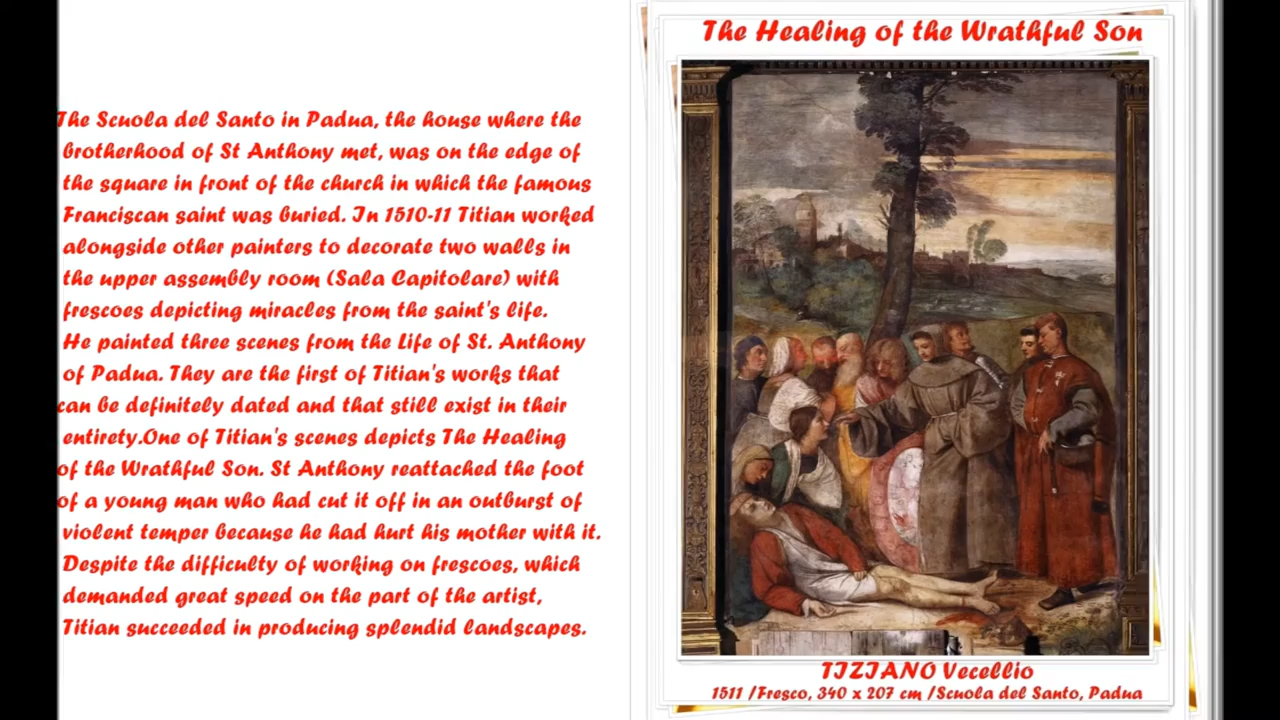 The Healing of the Wrathful Son
The Scuola del Santo in Padua, the house where the
brotherhood of St Anthony met, was on the edge of
the square in front of the church in which the famous
Franciscan saint was buried. In 1510-11 Titian worked
alongside other painters to decorate two walls in
the upper assembly room (Sala Capitolare) with
frescoes depicting miracles from the saint's life.
He painted three scenes from the Life of St. Anthony
of Padua. They are the first of Titian's works that
can be definitely dated and that still exist in their
entirety.One of Titian's scenes depicts The Healing
of the Wrathful Son. St Anthony reattached the foot
of a young man who had cut it off in an outburst of
violent temper because he had hurt his mother with it.
Despite the difficulty of working on frescoes, which
demanded great speed on the part of the artist,
Titian succeeded in producing splendid landscapes.
TIZIANO Vecellio
1511 /Fresco, 340 x 207 cm /Scuola del Santo, Padua